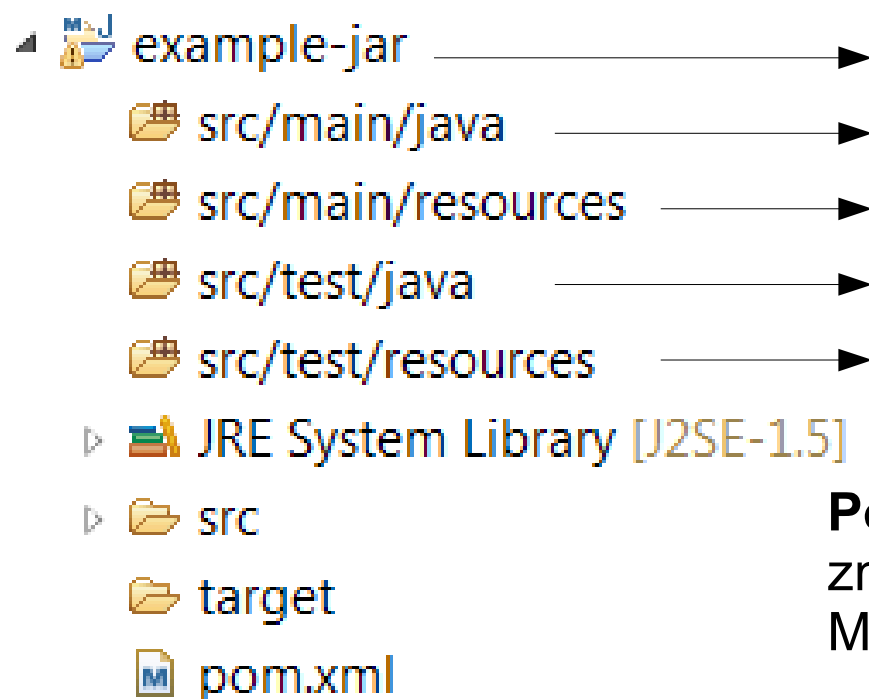 example-jar
src/main/java
src/main/resources
src/test/java
src/test/resources
JRE System Library [J2SE-1.5]
src
target
pom.xml